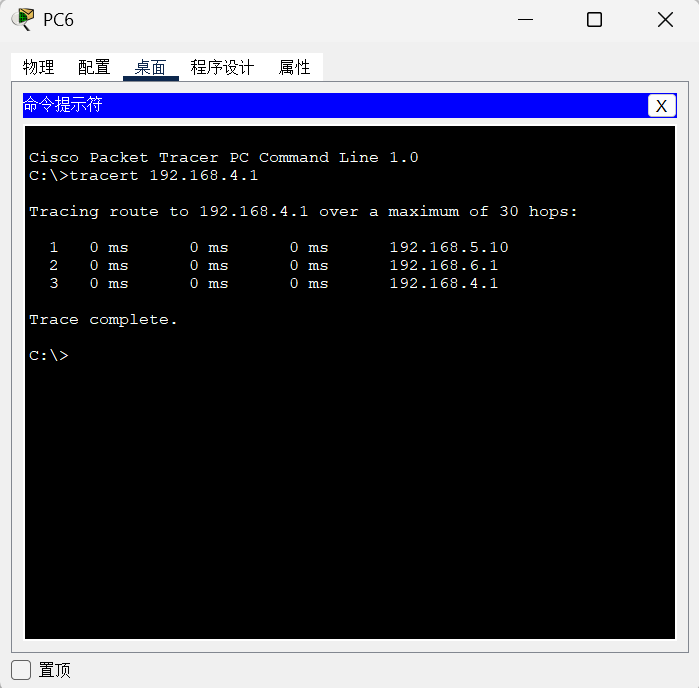 PC6
物理 配置 桌面 程序设计 属性
命令提示符 X
Cisco Packet Tracer PC Command Line 1.0
C:\>tracert 192.168.4.1
Tracing route to 192.168.4.1 over a maximum of 30 hops:
1 0 ms 0 ms 0 ms 192.168.5.10
2 0 ms 0 ms 0 ms 192.168.6.1
3 0 ms 0 ms 0 ms 192.168.4.1
Trace complete.
C:\>
置顶